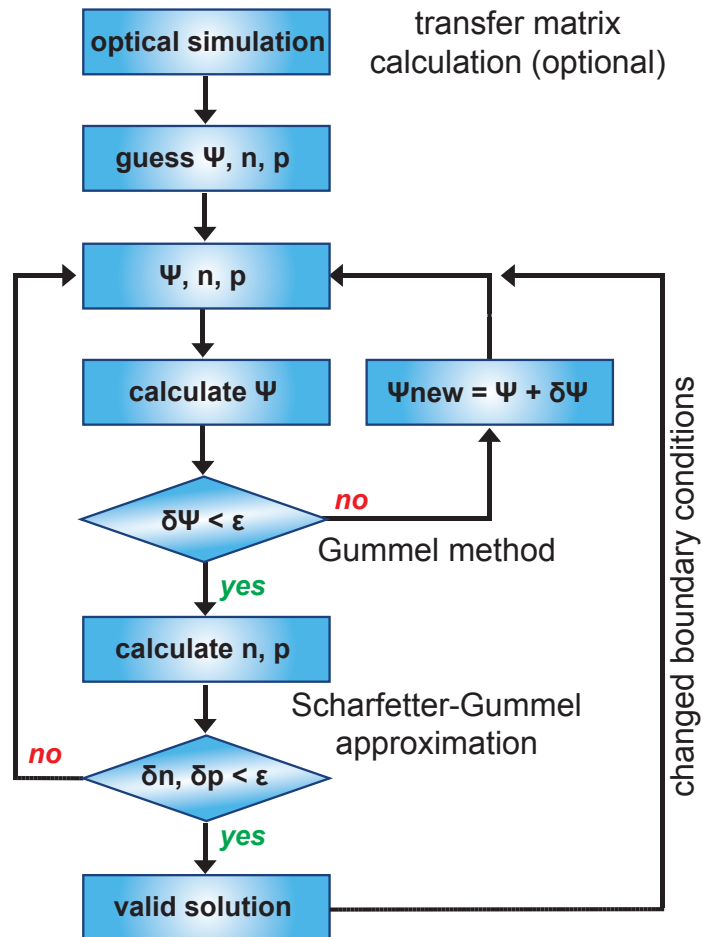 optical simulation
transfer matrix
calculation (optional)
guess Ψ, n, p
Ψ, n, p
calculate Ψ
Ψnew = Ψ + δΨ
δΨ < ε
no
Gummel method
yes
calculate n, p
Scharfetter-Gummel
approximation
no
δn, δp < ε
yes
valid solution
changed boundary conditions